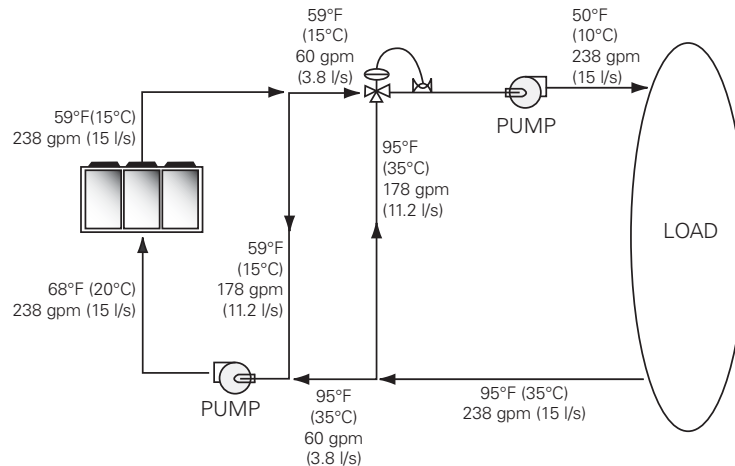 59°F
(15°C)
60 gpm
(3.8 l/s)
50°F
(10°C)
238 gpm
(15 l/s)
PUMP
59°F(15°C)
238 gpm (15 l/s)
95°F
(35°C)
178 gpm
(11.2 l/s)
LOAD
59°F
(15°C)
178 gpm
(11.2 l/s)
68°F (20°C)
238 gpm (15 l/s)
PUMP
95°F
(35°C)
60 gpm
(3.8 l/s)
95°F (35°C)
238 gpm (15 l/s)